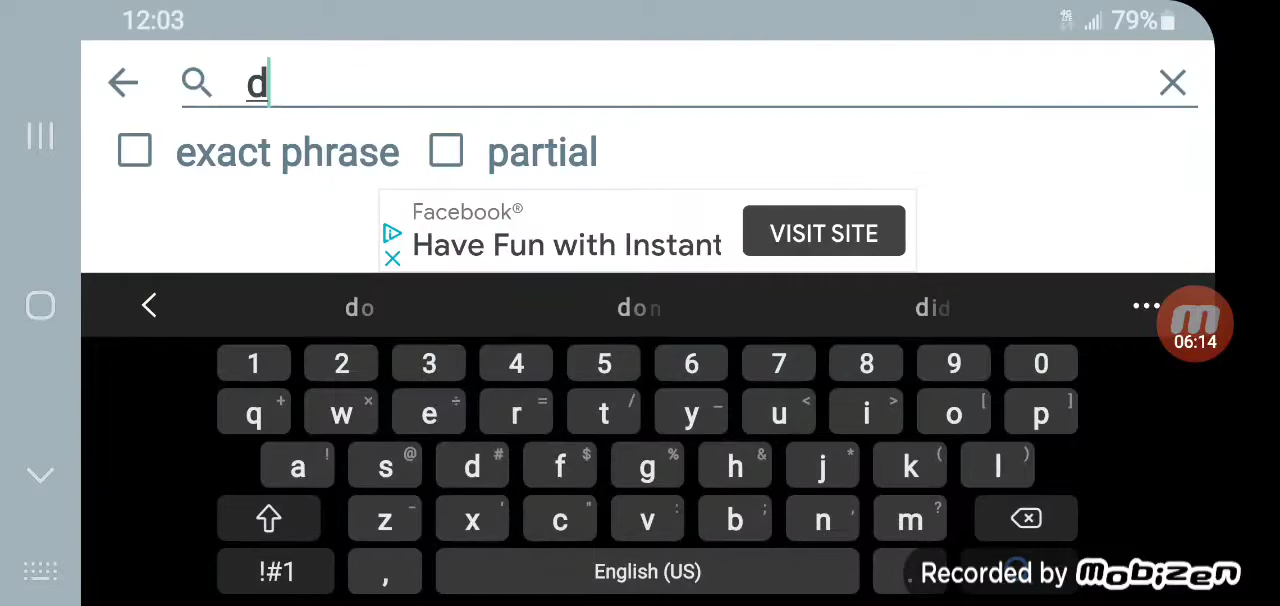 12:03
79%
d
exact phrase partial
Facebook®
Have Fun with Instant
VISIT SITE
do don did
06:14
1 2 3 4 5 6 7 8 9 0
q + w × e ÷ r = t / y _ u < i > o [ p ]
a ! s @ d # f $ g % h & j * k ( l )
z - x ' c " v : b ; n , m ?
!#1 , English (US) .
Recorded by Mobizen